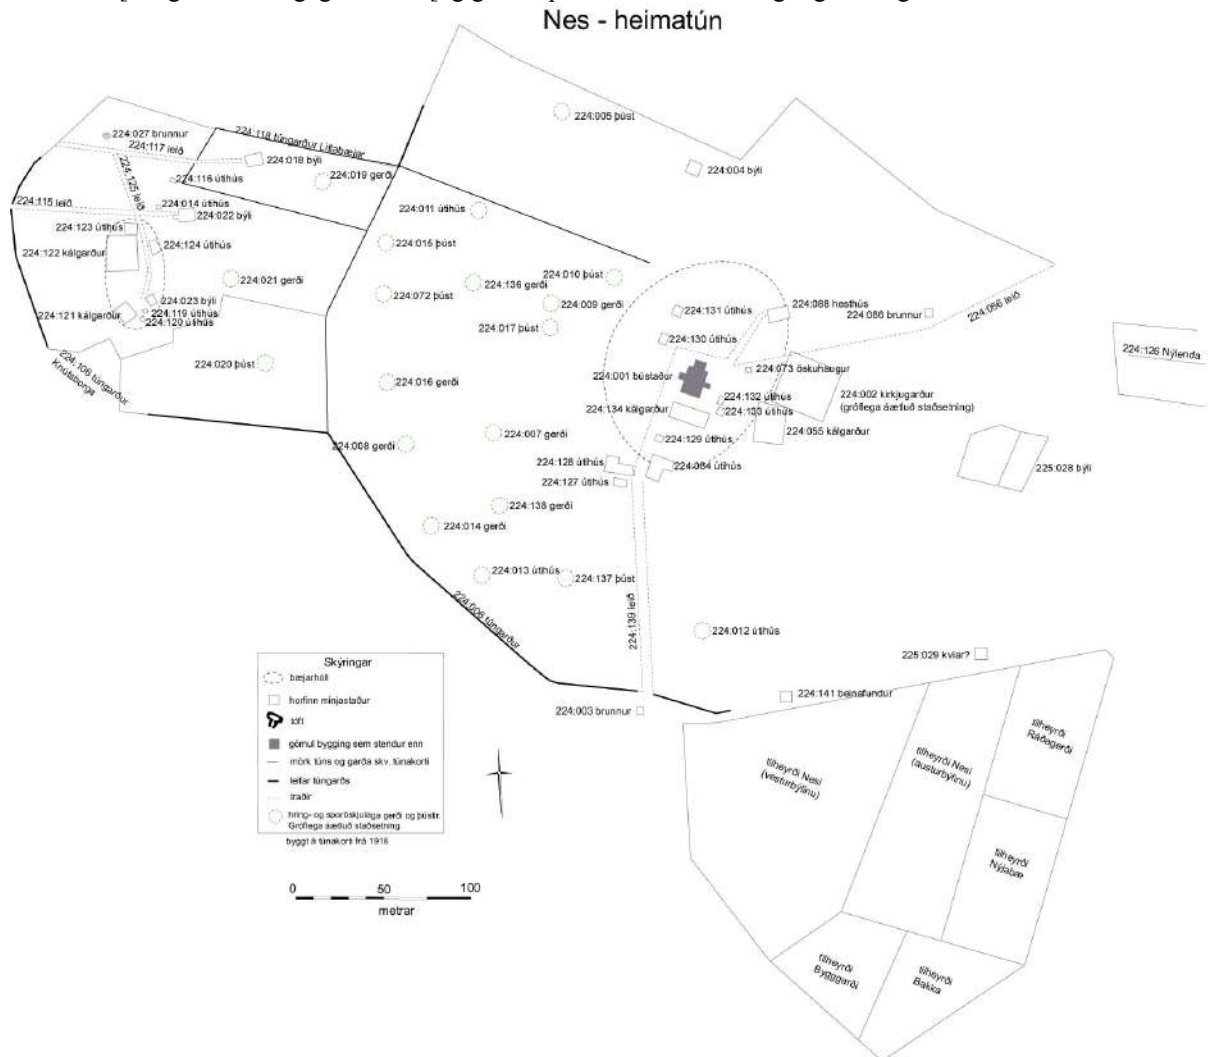 Nes - heimatún
224:005 þúst
224:027 brunnur
224:118 túngarður Litlabæjar
224:117 leið
224:018 býli
224:004 býli
224:125 leið
224:116 útihús
224:019 gerði
224:115 leið
224:014 útihús
224:022 býli
224:011 útihús
224:123 útihús
224:124 útihús
224:015 þúst
224:122 kálgarður
224:021 gerði
224:136 gerði
224:010 þúst
224:072 þúst
224:009 gerði
224:088 hesthús
224:056 leið
224:023 býli
224:119 útihús
224:121 kálgarður
224:120 útihús
224:131 útihús
224:086 brunnur
224:017 þúst
224:130 útihús
224:126 Nýlenda
224:106 túngarður
Knútsborga
224:020 þúst
224:016 gerði
224:001 bústaður
224:073 öskuhaugur
224:002 kirkjugarður
(gróflega áætluð staðsetning)
224:132 útihús
224:134 kálgarður
224:133 útihús
224:055 kálgarður
224:008 gerði
224:007 gerði
224:129 útihús
224:128 útihús
224:084 útihús
225:028 býli
224:127 útihús
224:138 gerði
224:014 gerði
224:013 útihús
224:137 þúst
224:006 túngarður
224:139 leið
224:012 útihús
225:029 kvíar?
224:141 beinafundur
224:003 brunnur
Skýringar
bæjarhóll
horfinn minjastaður
tóft
gömul bygging sem stendur enn
mörk túns og garða skv. túnakorti
leifar túngarðs
traðir
hring- og sporöskjulaga gerði og þústir.
Gróflega áætluð staðsetning
byggt á túnakorti frá 1916
0 50 100
metrar
tilheyrði Nesi
(vesturbýlinu)
tilheyrði Nesi
(austurbýlinu)
tilheyrði
Ráðagerði
tilheyrði
Nýjabæ
tilheyrði
Bygggarði
tilheyrði
Bakka